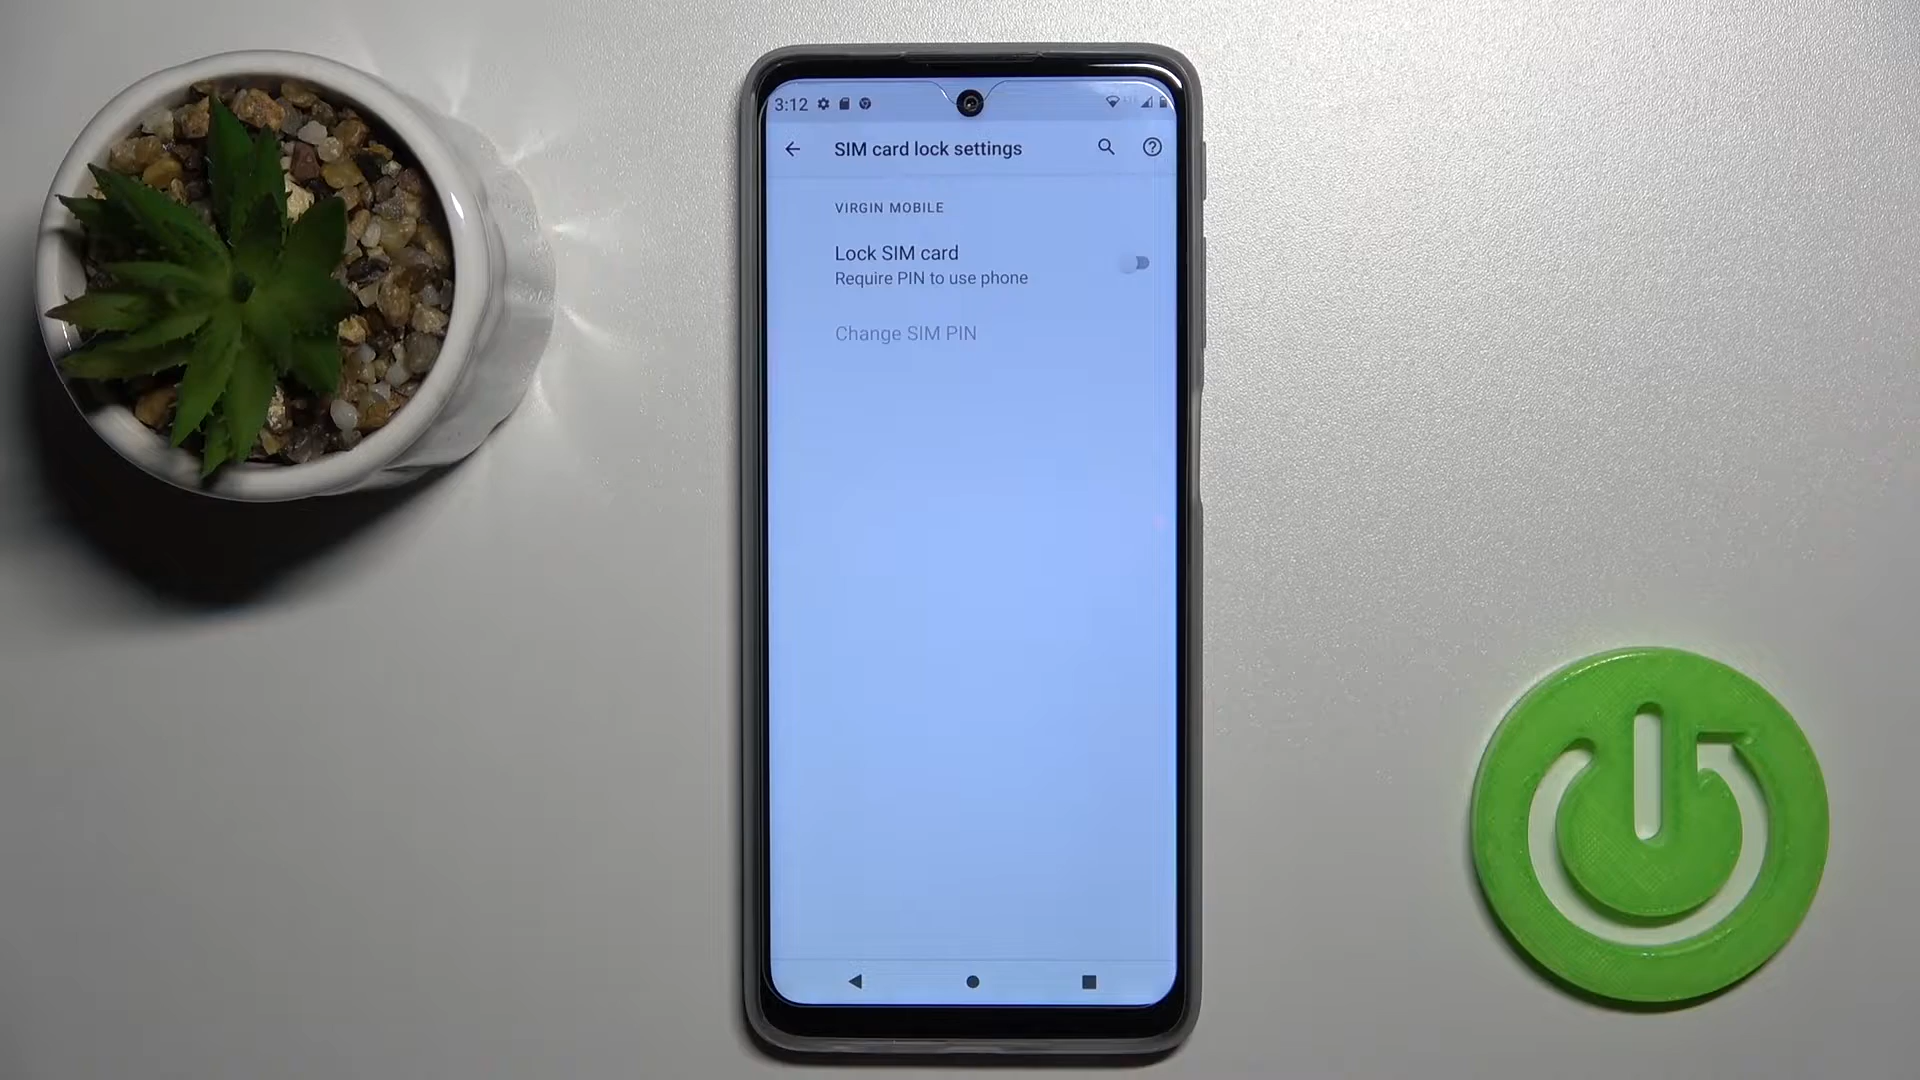 3:12
SIM card lock settings
VIRGIN MOBILE
Lock SIM card
Require PIN to use phone
Change SIM PIN